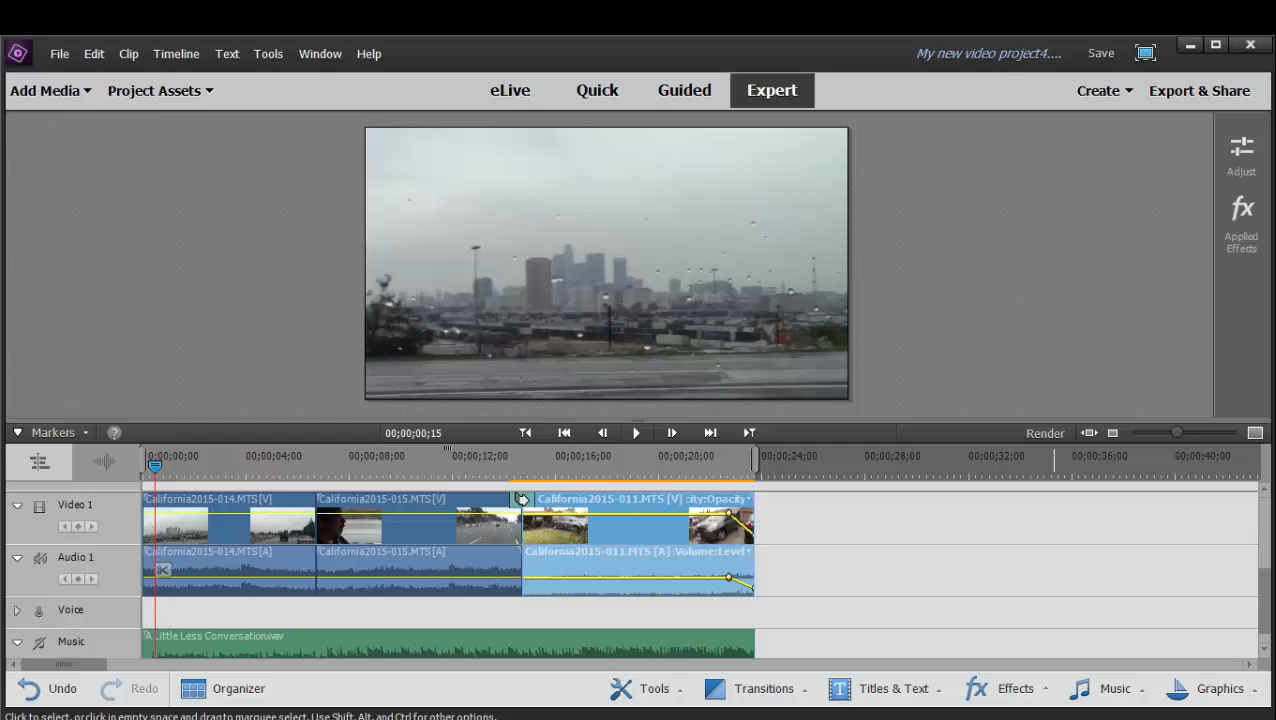 File Edit Clip Timeline Text Tools Window Help My new video project4.... Save
Add Media Project Assets eLive Quick Guided Expert Create Export & Share
Adjust
fx
Applied
Effects
Markers ? 00;00;00;15 Render
0:00;00;00 00;00;04;00 00;00;08;00 00;00;12;00 00;00;16;00 00;00;20;00 00;00;24;00 00;00;28;00 00;00;32;00 00;00;36;00 00;00;40;00
Video 1 California2015-014.MTS[V] California2015-015.MTS[V] California2015-011.MTS [V] :ity:Opacity
Audio 1 California2015-014.MTS[A] California2015-015.MTS[A] California2015-011.MTS [A] :Volume:Level
Voice
Music A Little Less Conversation.wav
Undo Redo Organizer Tools Transitions T Titles & Text fx Effects Music Graphics
Click to select, or click in empty space and drag to marquee select. Use Shift, Alt, and Ctrl for other options.